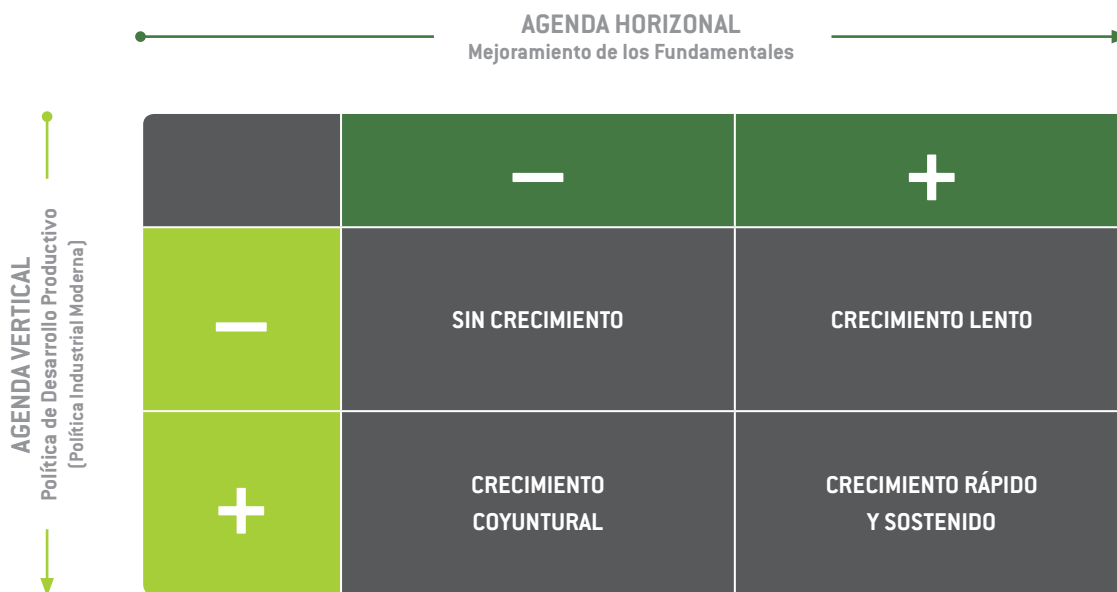 AGENDA HORIZONAL
Mejoramiento de los Fundamentales
AGENDA VERTICAL
Política de Desarrollo Productivo
(Política Industrial Moderna)
−
+
−
SIN CRECIMIENTO
CRECIMIENTO LENTO
+
CRECIMIENTO
COYUNTURAL
CRECIMIENTO RÁPIDO
Y SOSTENIDO